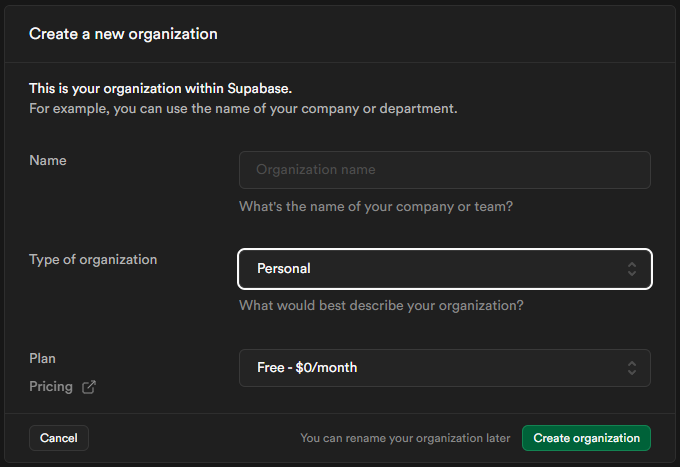 Create a new organization
This is your organization within Supabase.
For example, you can use the name of your company or department.
Name
Organization name
What's the name of your company or team?
Type of organization
Personal
What would best describe your organization?
Plan
Pricing
Free - $0/month
Cancel
You can rename your organization later
Create organization